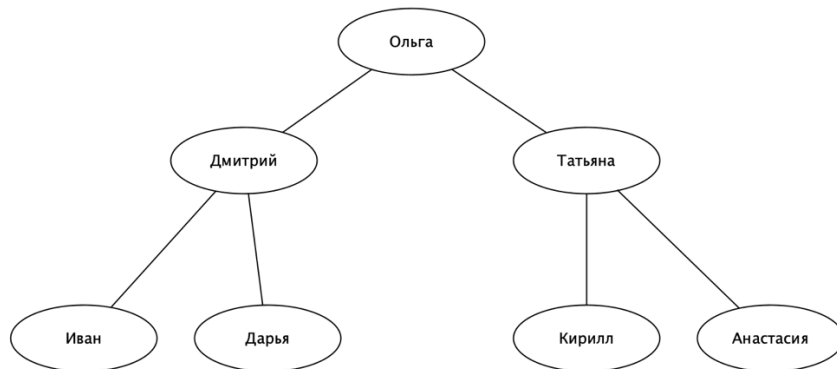 Ольга
Дмитрий
Татьяна
Иван
Дарья
Кирилл
Анастасия